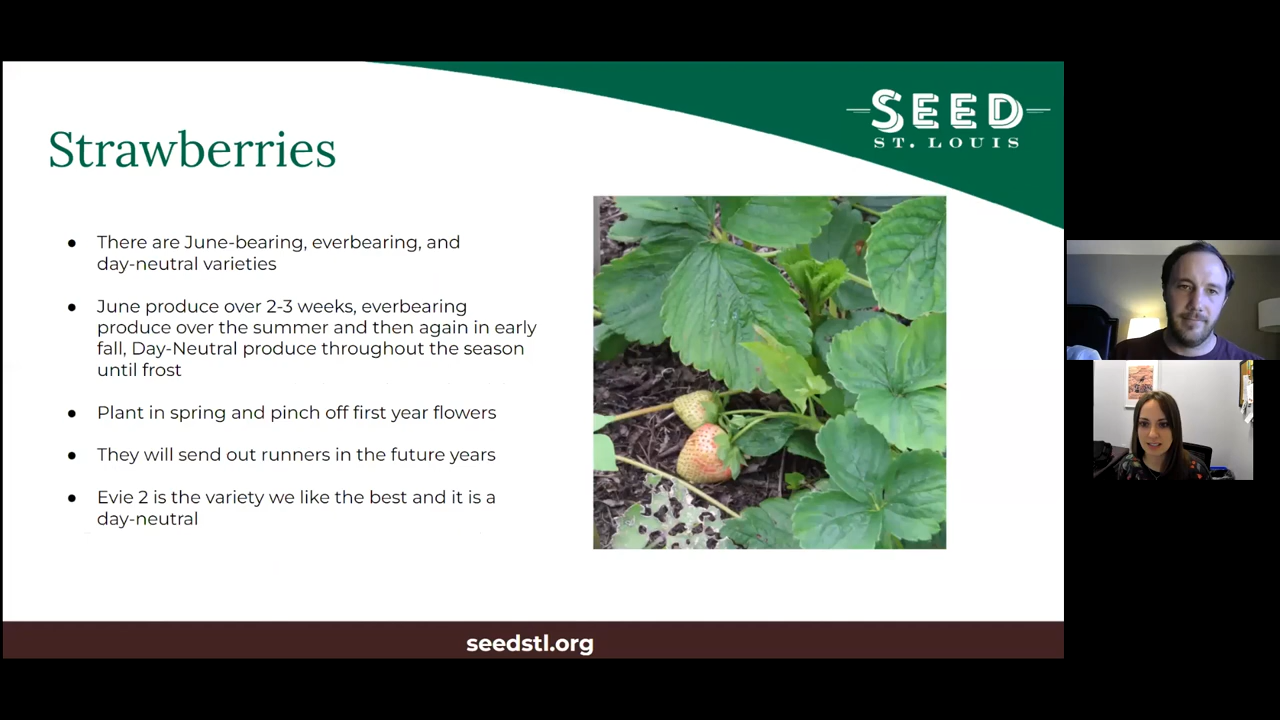 SEED
ST. LOUIS
Strawberries
● There are June-bearing, everbearing, and
day-neutral varieties
● June produce over 2-3 weeks, everbearing
produce over the summer and then again in early
fall, Day-Neutral produce throughout the season
until frost
● Plant in spring and pinch off first year flowers
● They will send out runners in the future years
● Evie 2 is the variety we like the best and it is a
day-neutral
seedstl.org